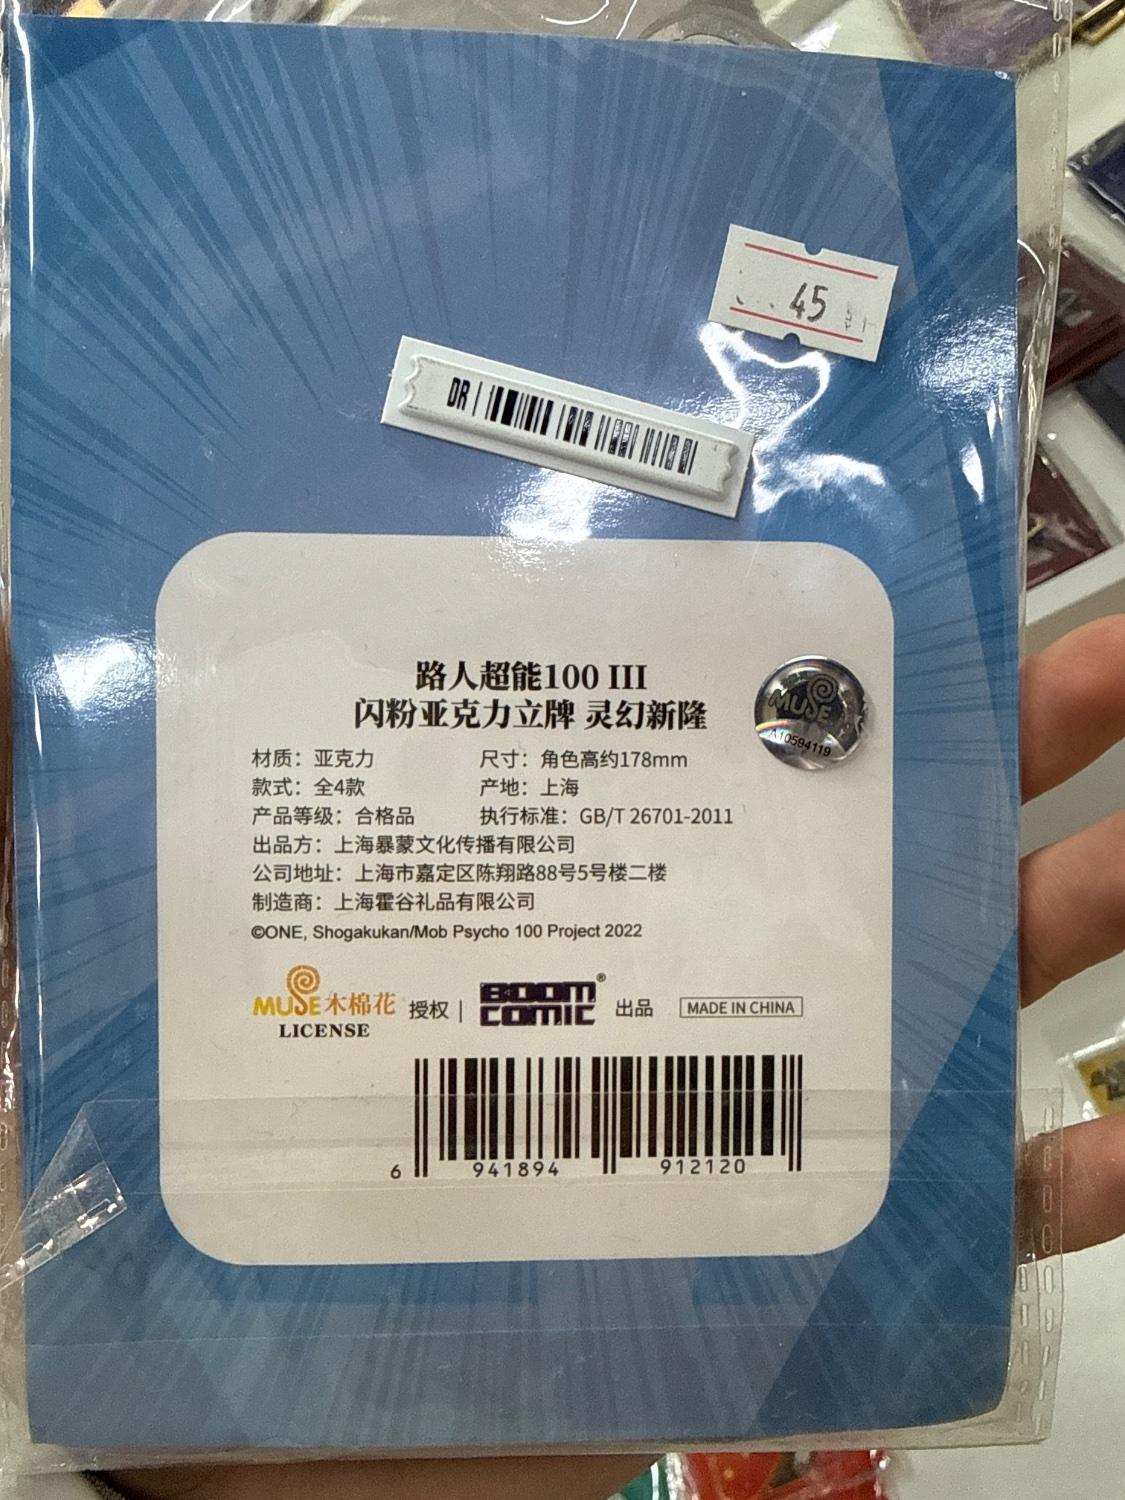 45
DR
路人超能100 III
闪粉亚克力立牌 灵幻新隆
MUSE
A10594119
材质：亚克力 尺寸：角色高约178mm
款式：全4款 产地：上海
产品等级：合格品 执行标准：GB/T 26701-2011
出品方：上海暴蒙文化传播有限公司
公司地址：上海市嘉定区陈翔路88号5号楼二楼
制造商：上海霍谷礼品有限公司
©ONE, Shogakukan/Mob Psycho 100 Project 2022
MUSE木棉花 LICENSE 授权 | BOOM COMIC® 出品 MADE IN CHINA
6 941894 912120